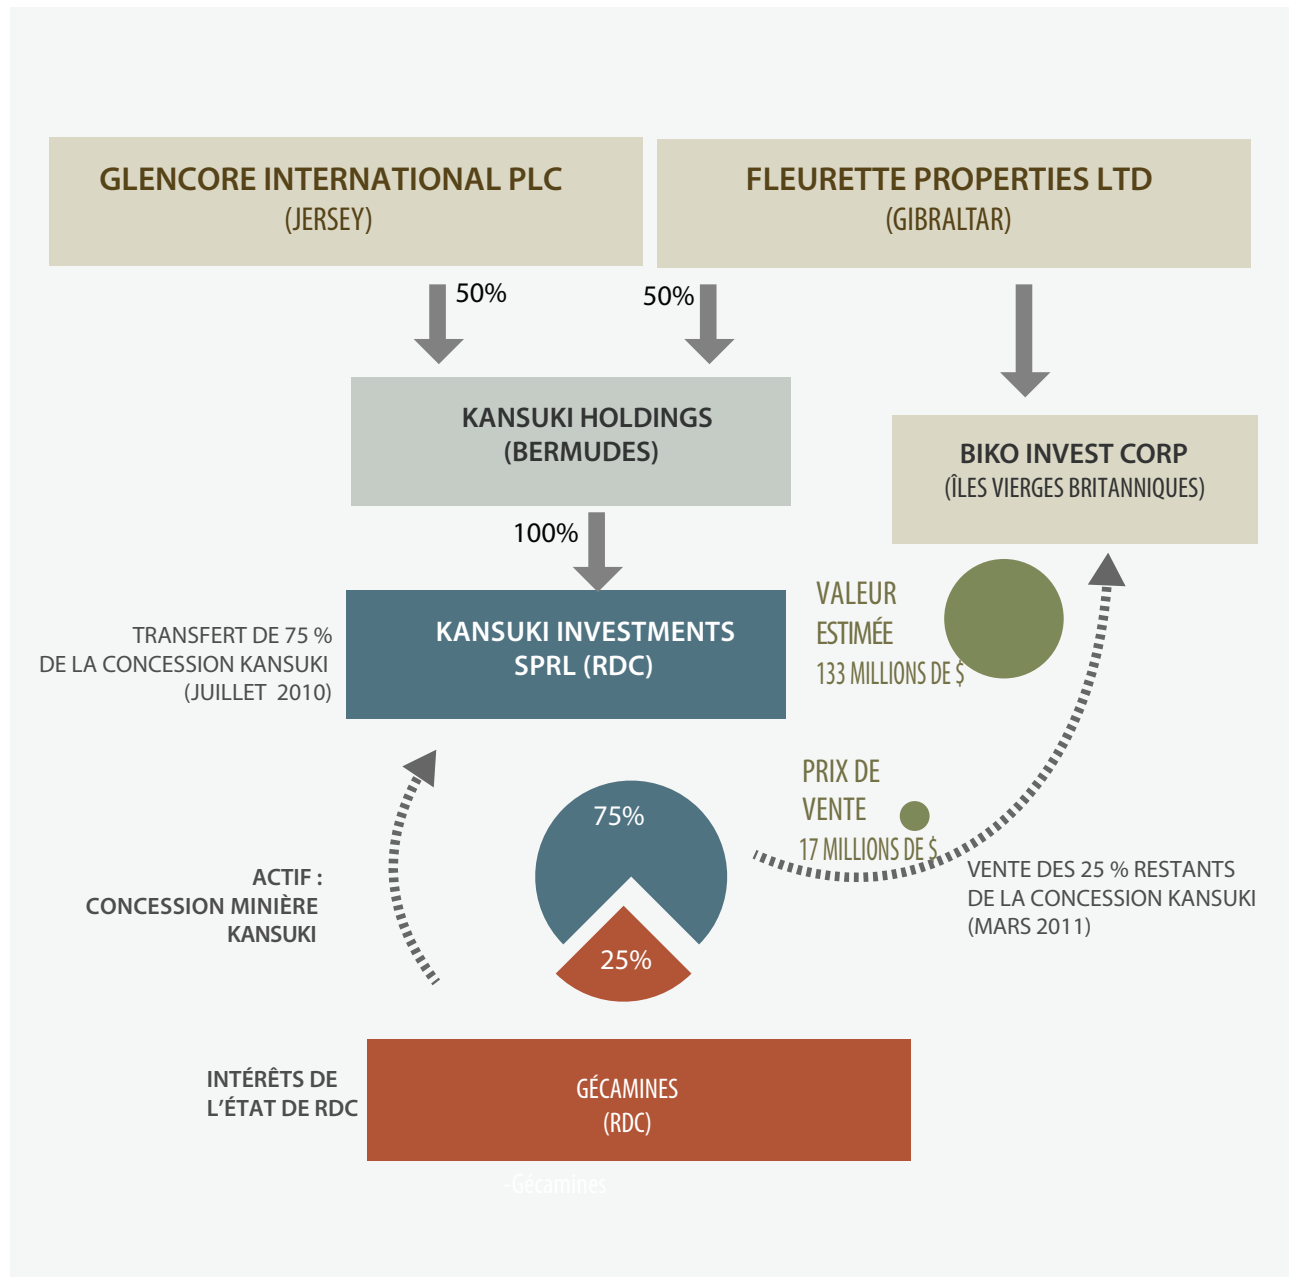 GLENCORE INTERNATIONAL PLC
(JERSEY)
FLEURETTE PROPERTIES LTD
(GIBRALTAR)
50%
50%
KANSUKI HOLDINGS
(BERMUDES)
BIKO INVEST CORP
(ÎLES VIERGES BRITANNIQUES)
100%
KANSUKI INVESTMENTS
SPRL (RDC)
TRANSFERT DE 75 %
DE LA CONCESSION KANSUKI
(JUILLET 2010)
VALEUR
ESTIMÉE
133 MILLIONS DE $
PRIX DE
VENTE
17 MILLIONS DE $
75%
25%
ACTIF :
CONCESSION MINIÈRE
KANSUKI
VENTE DES 25 % RESTANTS
DE LA CONCESSION KANSUKI
(MARS 2011)
INTÉRÊTS DE
L’ÉTAT DE RDC
GÉCAMINES
(RDC)
-Gécamines